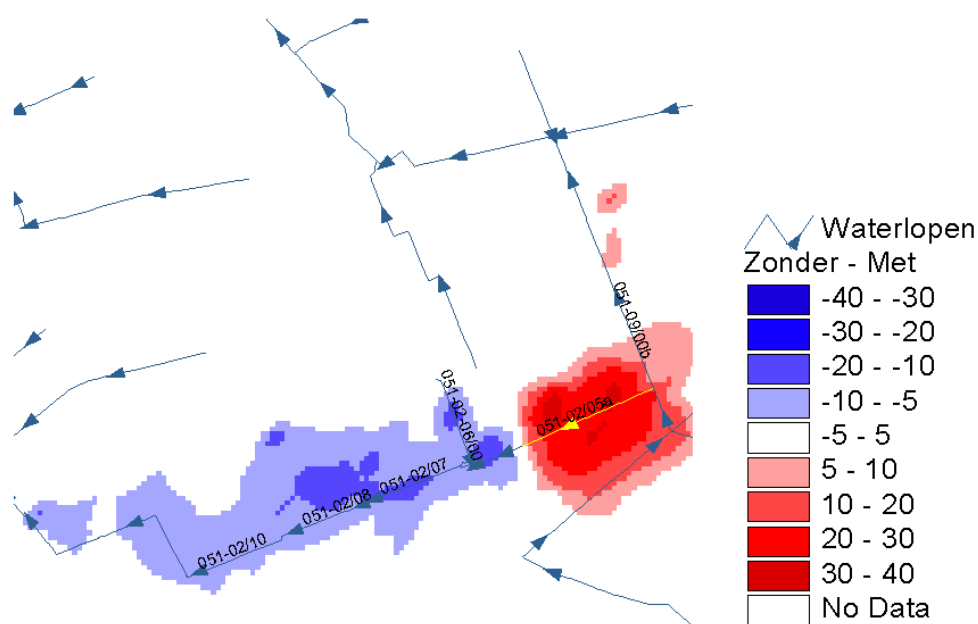 051-09/00b
051-02/05a
051-02-06/00
051-02/07
051-02/08
051-02/10
Waterlopen
Zonder - Met
-40 - -30
-30 - -20
-20 - -10
-10 - -5
-5 - 5
5 - 10
10 - 20
20 - 30
30 - 40
No Data